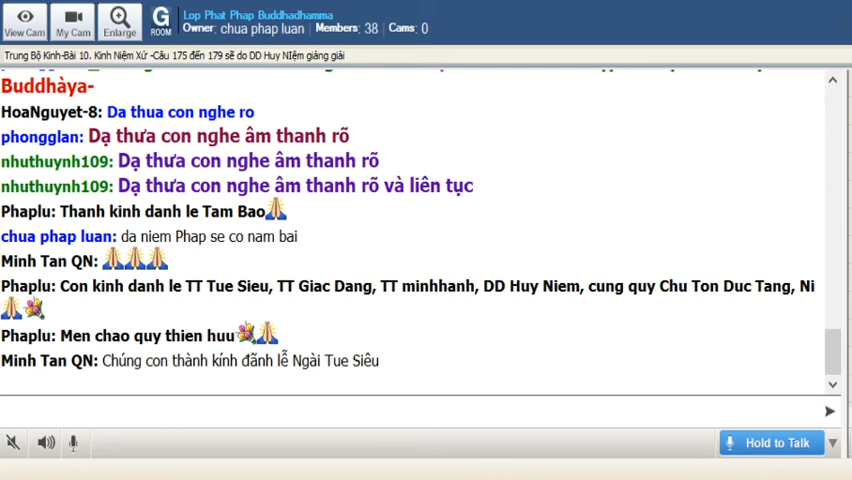 View Cam
My Cam
Enlarge
G
ROOM
Lop Phat Phap Buddhadhamma
Owner: chua phap luan Members: 38 Cams: 0
Trung Bộ Kinh-Bài 10. Kinh Niệm Xứ -Câu 175 đến 179 sẽ do DD Huy NIệm giảng giải
Buddhàya-
HoaNguyet-8: Da thua con nghe ro
phongglan: Dạ thưa con nghe âm thanh rõ
nhuthuynh109: Dạ thưa con nghe âm thanh rõ
nhuthuynh109: Dạ thưa con nghe âm thanh rõ và liên tục
Phaplu: Thanh kinh danh le Tam Bao
chua phap luan: da niem Phap se co nam bai
Minh Tan QN:
Phaplu: Con kinh danh le TT Tue Sieu, TT Giac Dang, TT minhhanh, DD Huy Niem, cung quy Chu Ton Duc Tang, Ni
Phaplu: Men chao quy thien huu
Minh Tan QN: Chúng con thành kính đãnh lễ Ngài Tue Siêu
Hold to Talk